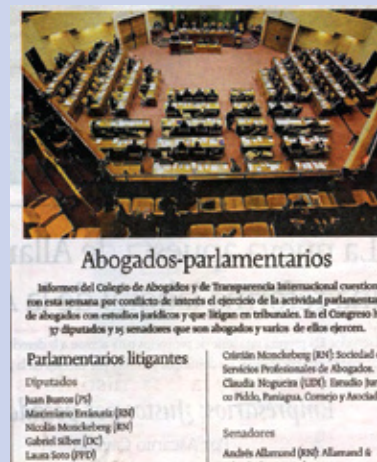 Abogados-parlamentarios
Informes del Colegio de Abogados y de Transparencia Internacional cuestion
ron esta semana por conflicto de interés el ejercicio de la actividad parlamenta
de abogados con estudios jurídicos y que litigan en tribunales. En el Congreso h
37 diputados y 15 senadores que son abogados y varios de ellos ejercen.
Parlamentarios litigantes
Diputados
Juan Bustos (PS)
Maximiano Errázuriz (RN)
Nicolás Monckeberg (RN)
Gabriel Silber (DC)
Laura Soto (PPD)
Cristián Monckeberg (RN): Sociedad d
Servicios Profesionales de Abogados.
Claudia Nogueira (UDI): Estudio Jur
co Piddo, Paniagua, Cornejo y Asociad
Senadores
Andrés Allamand (RN): Allamand &